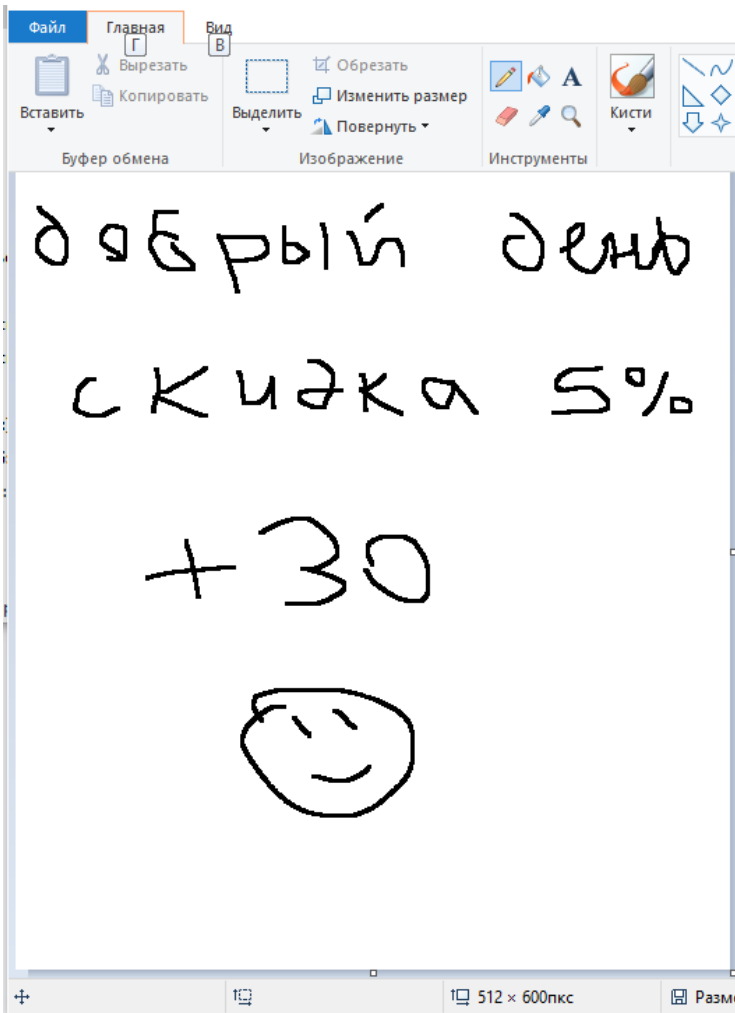 Файл Главная Вид
Г В
Вставить Вырезать Копировать Выделить Обрезать Изменить размер Повернуть Кисти
Буфер обмена Изображение Инструменты
добрый день
скидка 5%
+30
512 × 600пкс